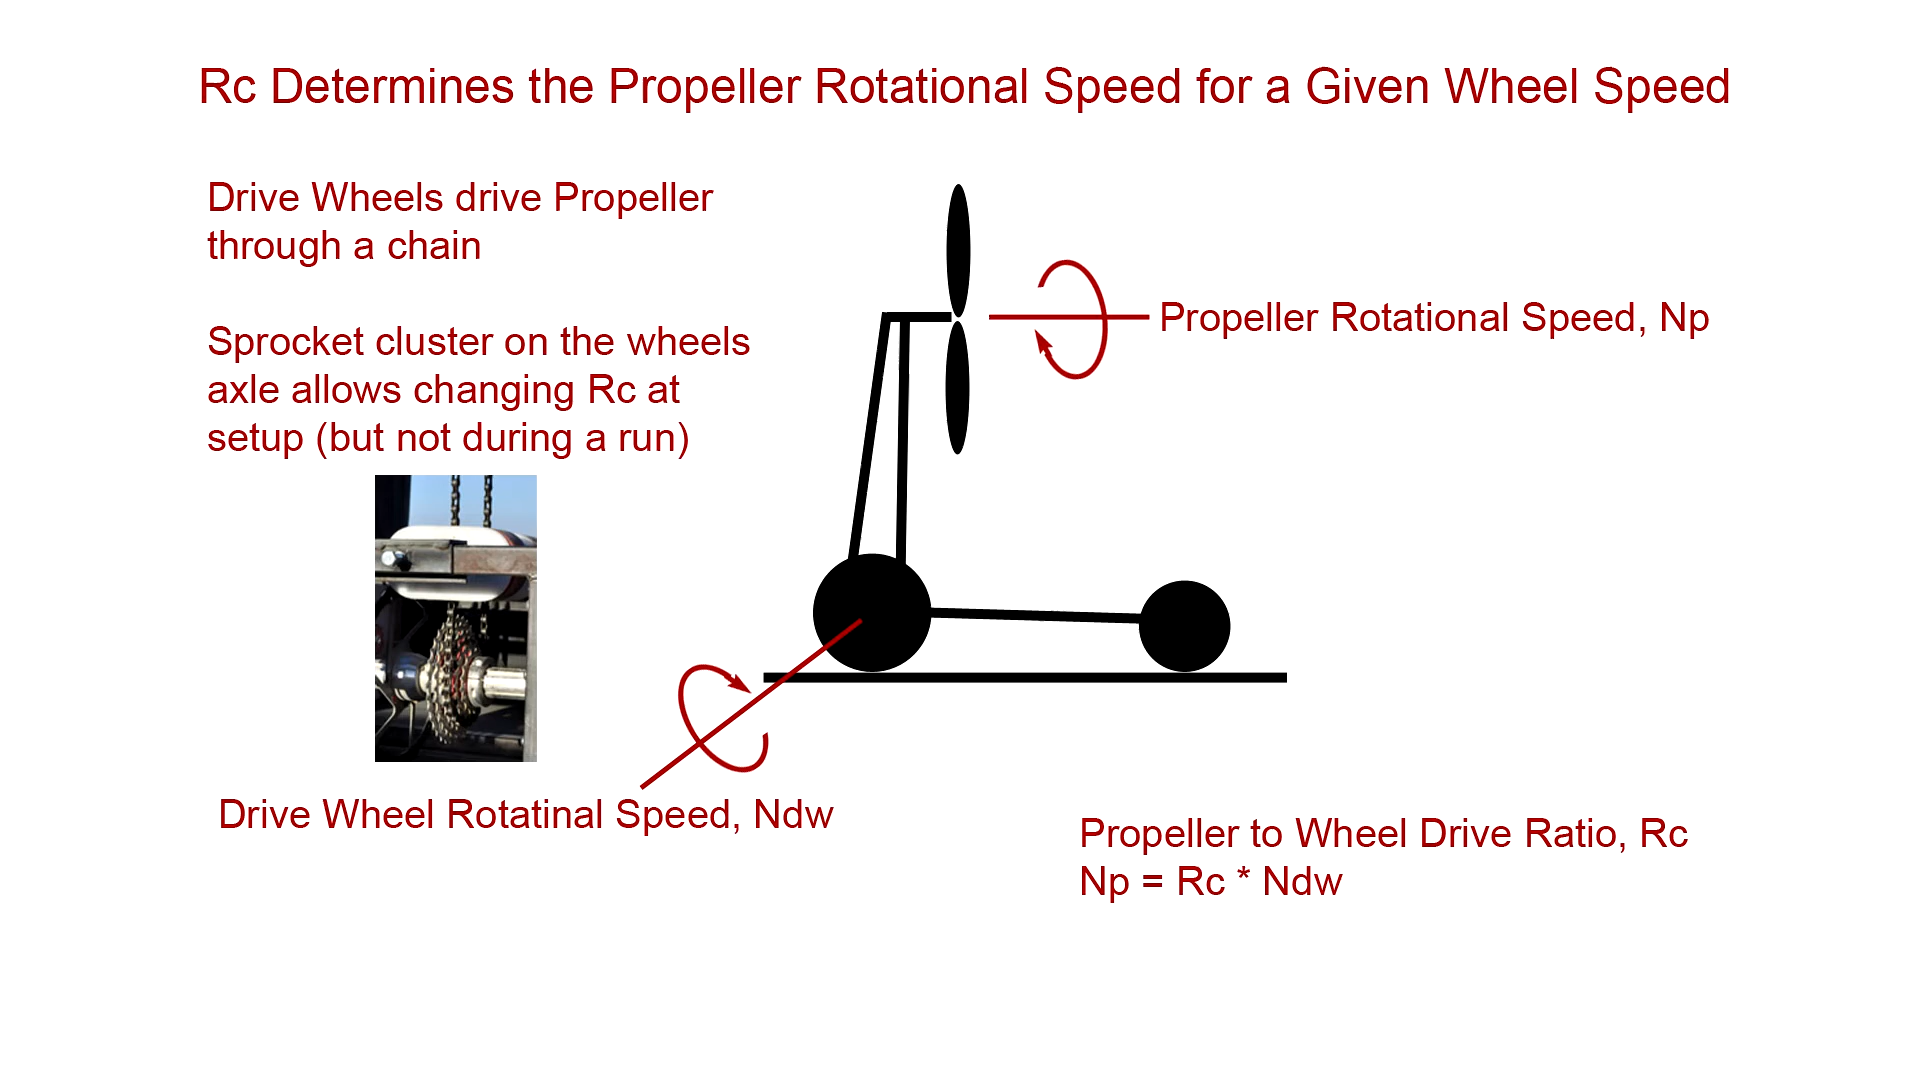 Rc Determines the Propeller Rotational Speed for a Given Wheel Speed
Drive Wheels drive Propeller
through a chain
Sprocket cluster on the wheels
axle allows changing Rc at
setup (but not during a run)
Propeller Rotational Speed, Np
Drive Wheel Rotatinal Speed, Ndw
Propeller to Wheel Drive Ratio, Rc
Np = Rc * Ndw